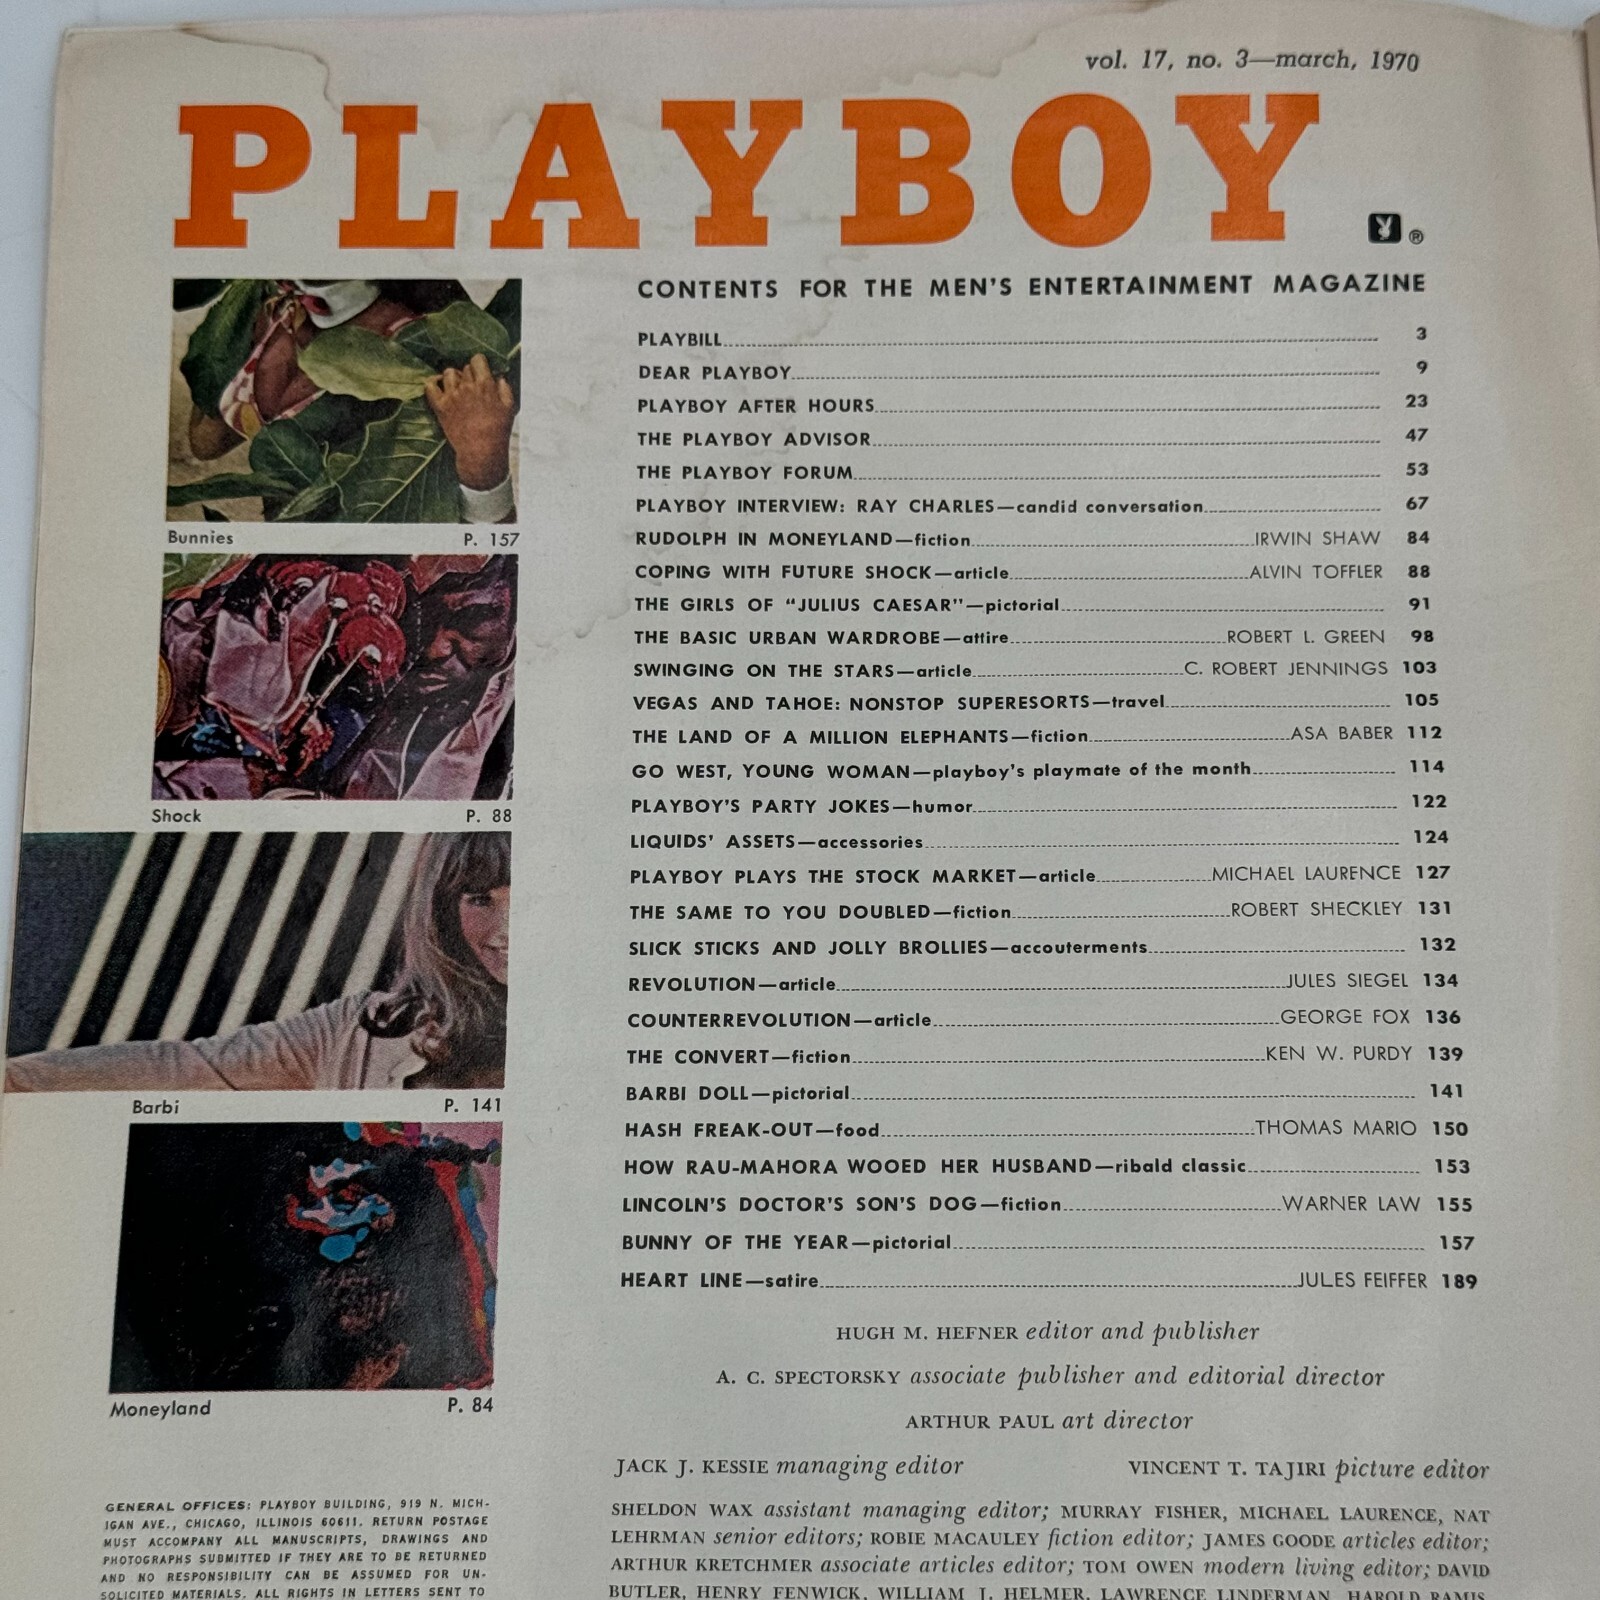 vol. 17, no. 3—march, 1970
PLAYBOY
®
CONTENTS FOR THE MEN'S ENTERTAINMENT MAGAZINE
PLAYBILL 3
DEAR PLAYBOY 9
PLAYBOY AFTER HOURS 23
THE PLAYBOY ADVISOR 47
THE PLAYBOY FORUM 53
PLAYBOY INTERVIEW: RAY CHARLES—candid conversation 67
RUDOLPH IN MONEYLAND—fiction IRWIN SHAW 84
COPING WITH FUTURE SHOCK—article ALVIN TOFFLER 88
THE GIRLS OF "JULIUS CAESAR"—pictorial 91
THE BASIC URBAN WARDROBE—attire ROBERT L. GREEN 98
SWINGING ON THE STARS—article C. ROBERT JENNINGS 103
VEGAS AND TAHOE: NONSTOP SUPERESORTS—travel 105
THE LAND OF A MILLION ELEPHANTS—fiction ASA BABER 112
GO WEST, YOUNG WOMAN—playboy's playmate of the month 114
PLAYBOY'S PARTY JOKES—humor 122
LIQUIDS' ASSETS—accessories 124
PLAYBOY PLAYS THE STOCK MARKET—article MICHAEL LAURENCE 127
THE SAME TO YOU DOUBLED—fiction ROBERT SHECKLEY 131
SLICK STICKS AND JOLLY BROLLIES—accouterments 132
REVOLUTION—article JULES SIEGEL 134
COUNTERREVOLUTION—article GEORGE FOX 136
THE CONVERT—fiction KEN W. PURDY 139
BARBI DOLL—pictorial 141
HASH FREAK-OUT—food THOMAS MARIO 150
HOW RAU-MAHORA WOOED HER HUSBAND—ribald classic 153
LINCOLN'S DOCTOR'S SON'S DOG—fiction WARNER LAW 155
BUNNY OF THE YEAR—pictorial 157
HEART LINE—satire JULES FEIFFER 189
Bunnies P. 157
Shock P. 88
Barbi P. 141
Moneyland P. 84
HUGH M. HEFNER editor and publisher
A. C. SPECTORSKY associate publisher and editorial director
ARTHUR PAUL art director
JACK J. KESSIE managing editor VINCENT T. TAJIRI picture editor
SHELDON WAX assistant managing editor; MURRAY FISHER, MICHAEL LAURENCE, NAT
LEHRMAN senior editors; ROBIE MACAULEY fiction editor; JAMES GOODE articles editor;
ARTHUR KRETCHMER associate articles editor; TOM OWEN modern living editor; DAVID
BUTLER, HENRY FENWICK, WILLIAM J. HELMER, LAWRENCE LINDERMAN, HAROLD RAMIS,
GENERAL OFFICES: PLAYBOY BUILDING, 919 N. MICH-
IGAN AVE., CHICAGO, ILLINOIS 60611. RETURN POSTAGE
MUST ACCOMPANY ALL MANUSCRIPTS, DRAWINGS AND
PHOTOGRAPHS SUBMITTED IF THEY ARE TO BE RETURNED
AND NO RESPONSIBILITY CAN BE ASSUMED FOR UN-
SOLICITED MATERIALS. ALL RIGHTS IN LETTERS SENT TO